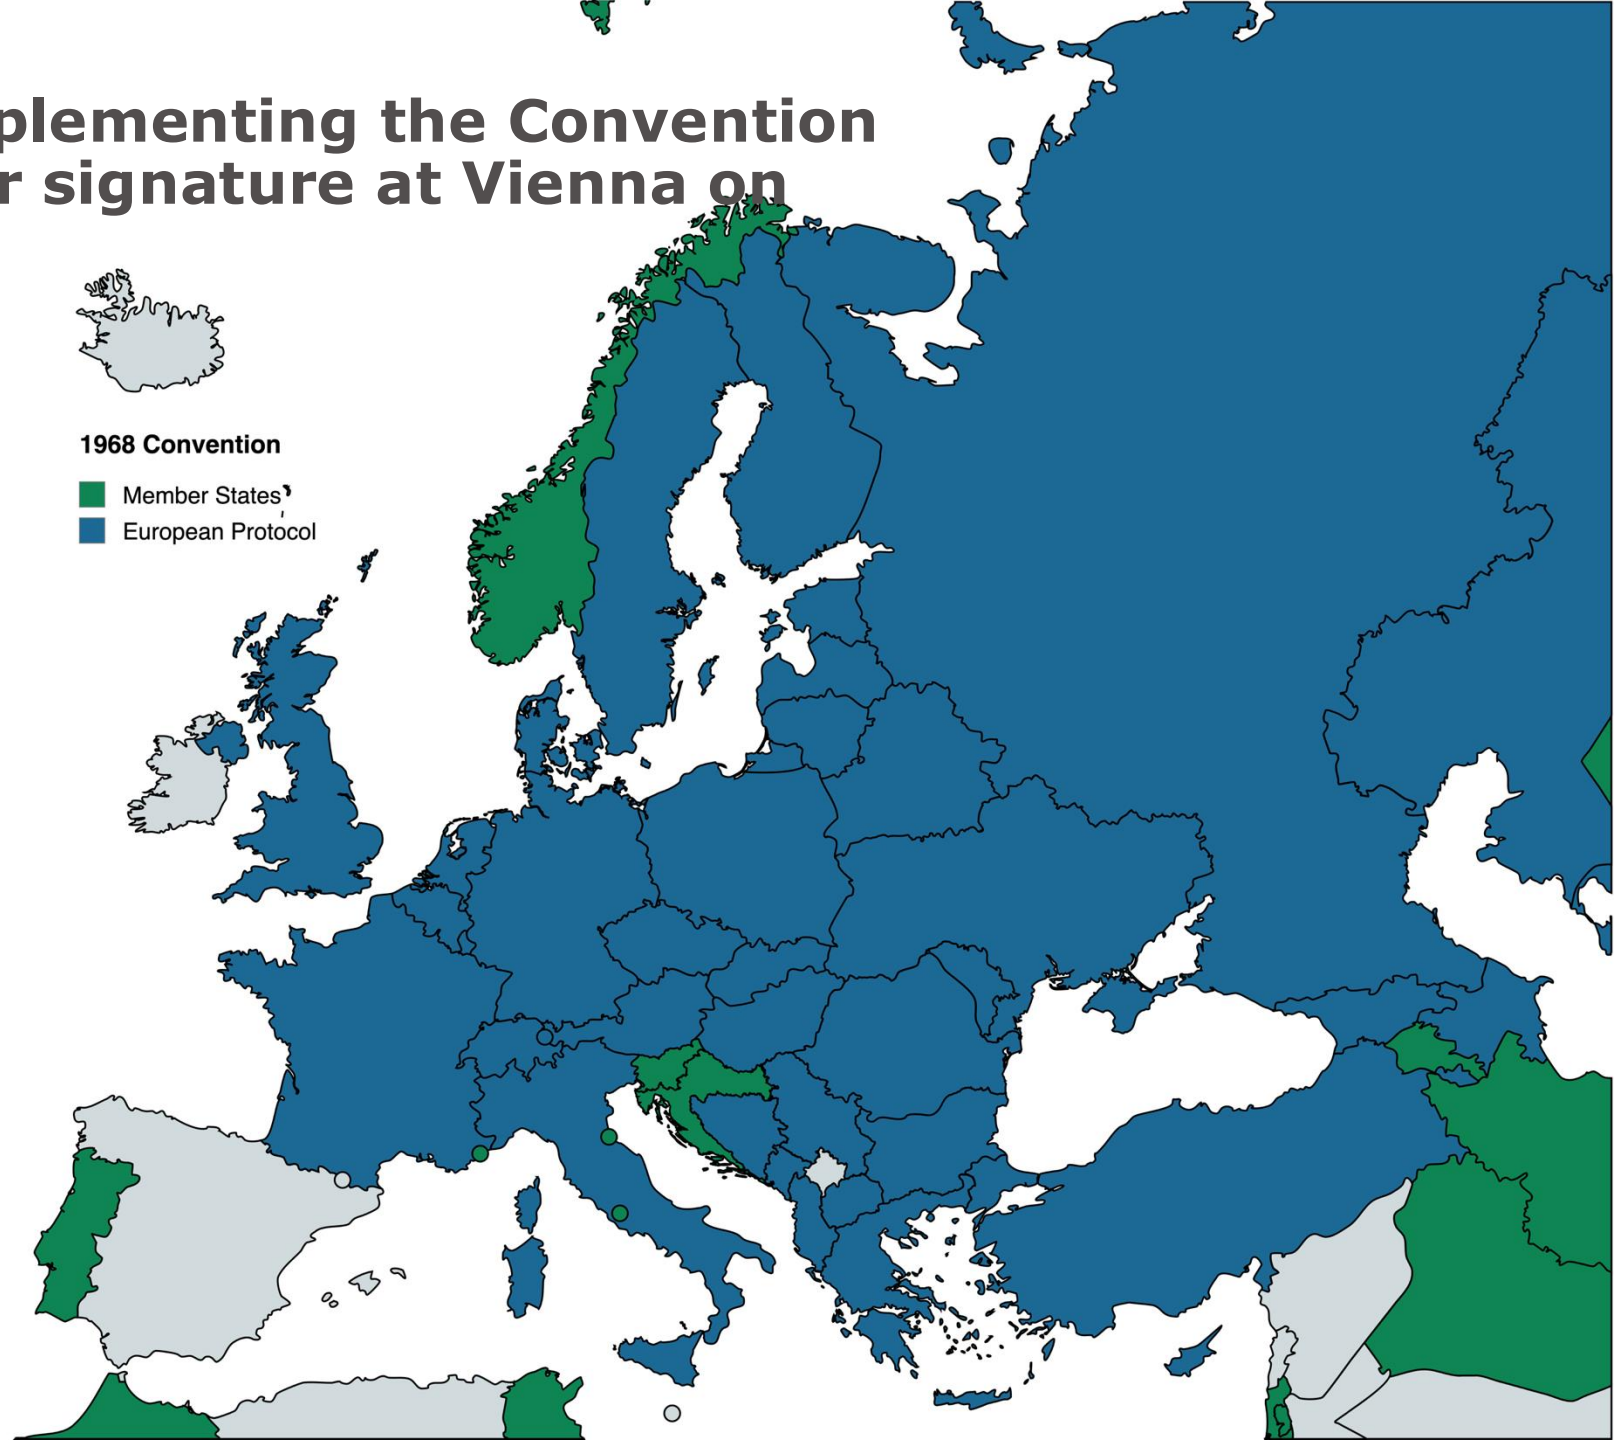 plementing the Convention
r signature at Vienna on
1968 Convention
Member States
European Protocol